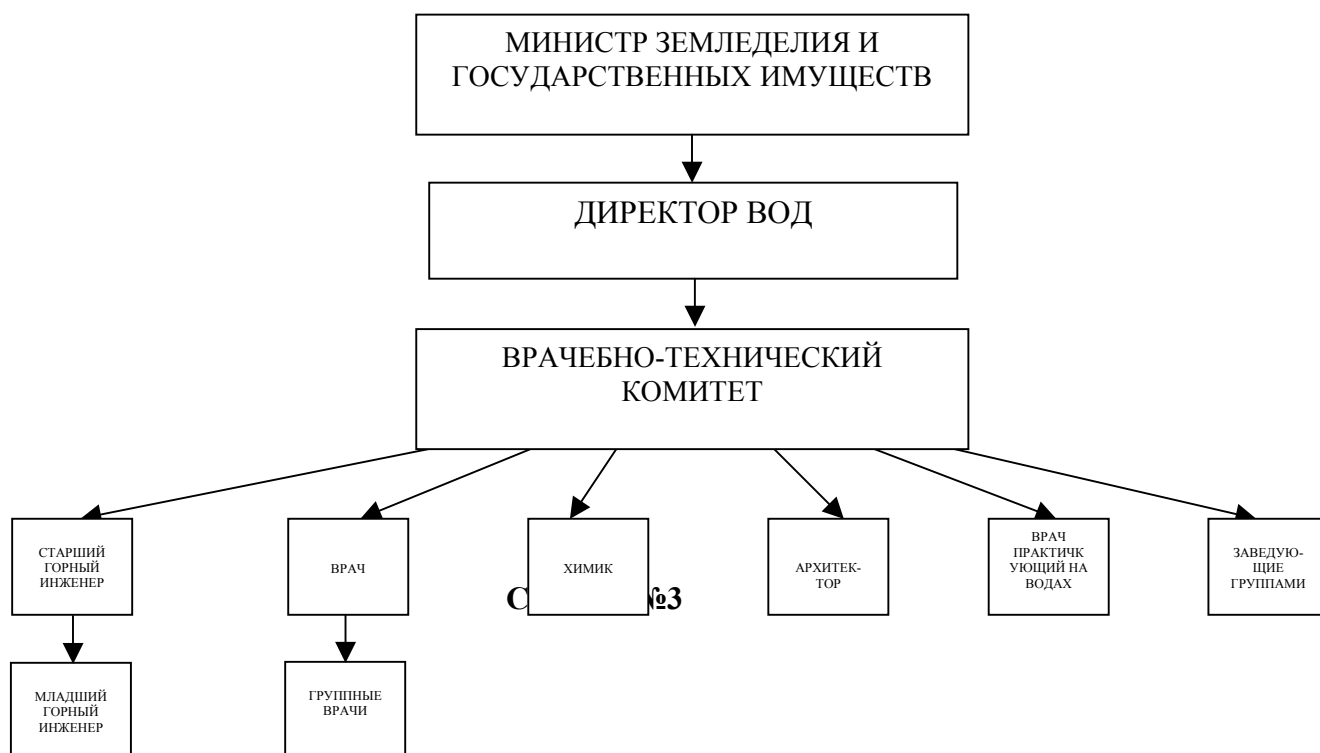 МИНИСТР ЗЕМЛЕДЕЛИЯ И
ГОСУДАРСТВЕННЫХ ИМУЩЕСТВ
ДИРЕКТОР ВОД
ВРАЧЕБНО-ТЕХНИЧЕСКИЙ
КОМИТЕТ
СТАРШИЙ
ГОРНЫЙ
ИНЖЕНЕР
ВРАЧ
ХИМИК
АРХИТЕК-
ТОР
ВРАЧ
ПРАКТИЧК
УЮЩИЙ НА
ВОДАХ
ЗАВЕДУЮ-
ЩИЕ
ГРУППАМИ
№3
МЛАДШИЙ
ГОРНЫЙ
ИНЖЕНЕР
ГРУППНЫЕ
ВРАЧИ